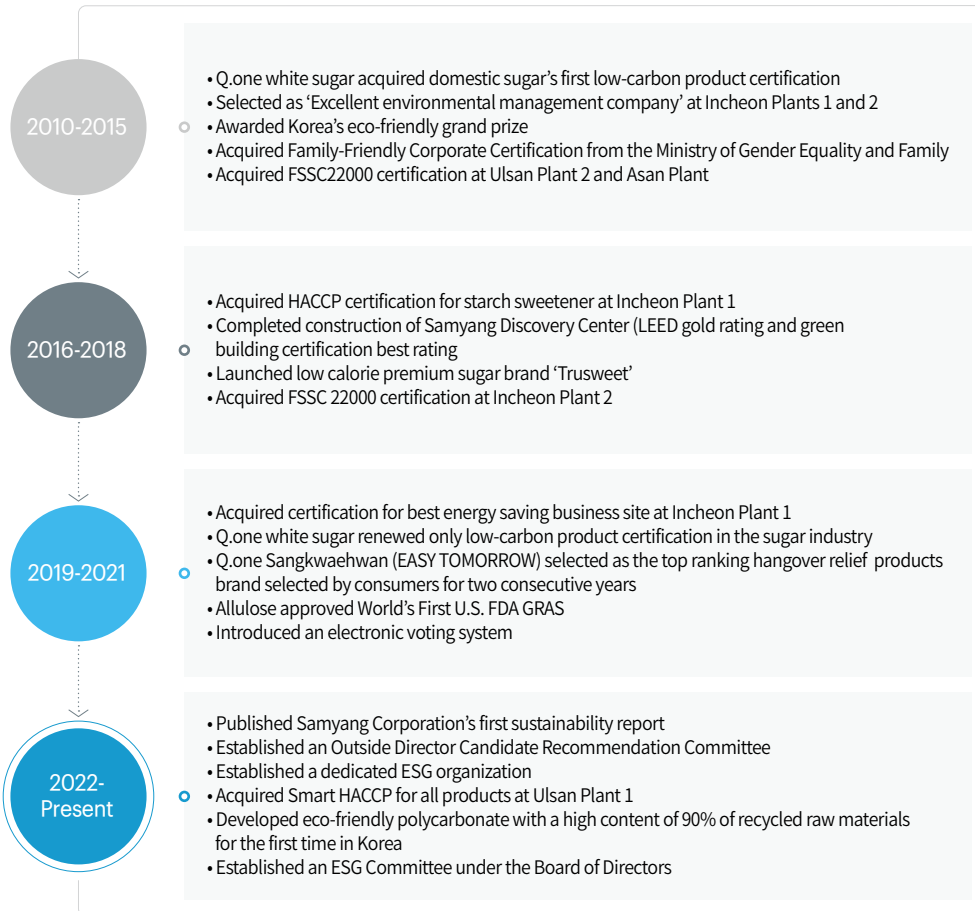 2010-2015
• Q.one white sugar acquired domestic sugar's first low-carbon product certification
• Selected as ‘Excellent environmental management company’ at Incheon Plants 1 and 2
• Awarded Korea's eco-friendly grand prize
• Acquired Family-Friendly Corporate Certification from the Ministry of Gender Equality and Family
• Acquired FSSC22000 certification at Ulsan Plant 2 and Asan Plant
2016-2018
• Acquired HACCP certification for starch sweetener at Incheon Plant 1
• Completed construction of Samyang Discovery Center (LEED gold rating and green
building certification best rating
• Launched low calorie premium sugar brand ‘Trusweet’
• Acquired FSSC 22000 certification at Incheon Plant 2
2019-2021
• Acquired certification for best energy saving business site at Incheon Plant 1
• Q.one white sugar renewed only low-carbon product certification in the sugar industry
• Q.one Sangkwaehwan (EASY TOMORROW) selected as the top ranking hangover relief products
brand selected by consumers for two consecutive years
• Allulose approved World's First U.S. FDA GRAS
• Introduced an electronic voting system
2022-
Present
• Published Samyang Corporation's first sustainability report
• Established an Outside Director Candidate Recommendation Committee
• Established a dedicated ESG organization
• Acquired Smart HACCP for all products at Ulsan Plant 1
• Developed eco-friendly polycarbonate with a high content of 90% of recycled raw materials
for the first time in Korea
• Established an ESG Committee under the Board of Directors